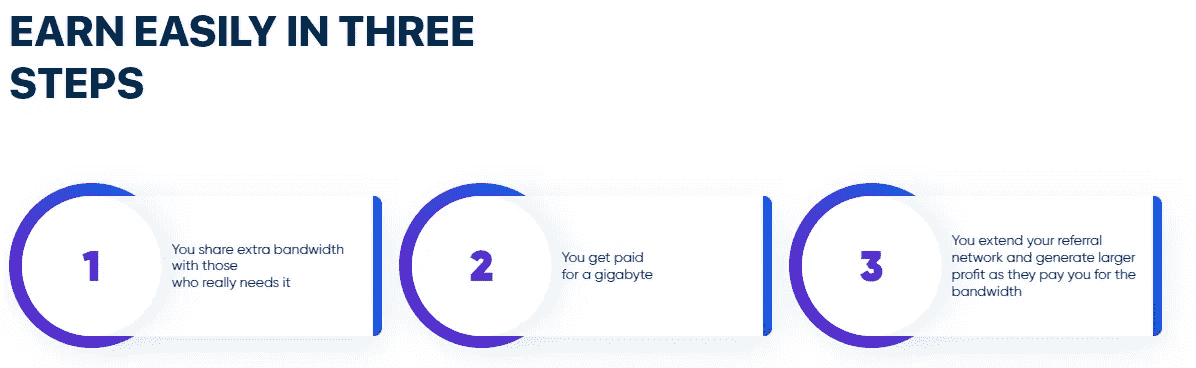 EARN EASILY IN THREE
STEPS
1
You share extra bandwidth
with those
who really needs it
2
You get paid
for a gigabyte
3
You extend your referral
network and generate larger
profit as they pay you for the
bandwidth